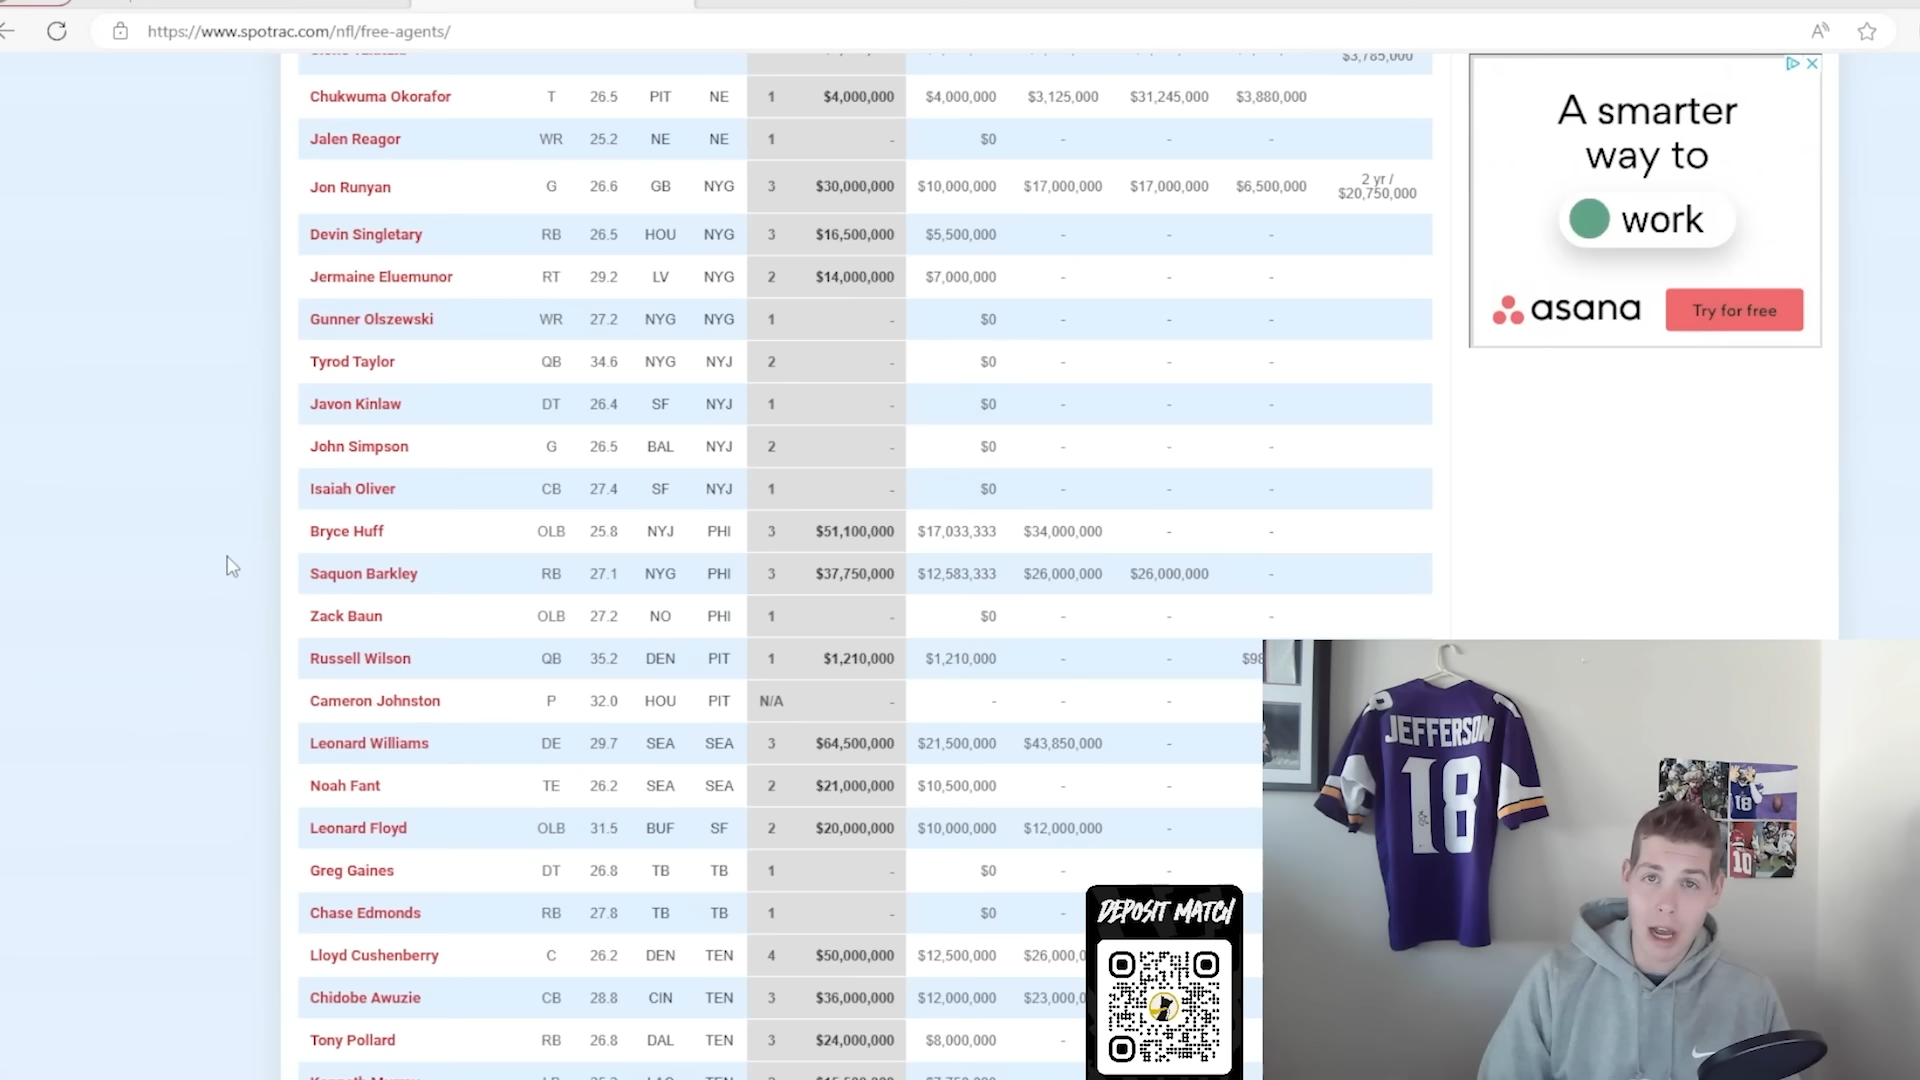 https://www.spotrac.com/nfl/free-agents/
$3,785,000
Chukwuma Okorafor T 26.5 PIT NE 1 $4,000,000 $4,000,000 $3,125,000 $31,245,000 $3,880,000
Jalen Reagor WR 25.2 NE NE 1 - $0 - - -
2 yr /
Jon Runyan G 26.6 GB NYG 3 $30,000,000 $10,000,000 $17,000,000 $17,000,000 $6,500,000 $20,750,000
Devin Singletary RB 26.5 HOU NYG 3 $16,500,000 $5,500,000 - - -
Jermaine Eluemunor RT 29.2 LV NYG 2 $14,000,000 $7,000,000 - - -
Gunner Olszewski WR 27.2 NYG NYG 1 - $0 - - -
Tyrod Taylor QB 34.6 NYG NYJ 2 - $0 - - -
Javon Kinlaw DT 26.4 SF NYJ 1 - $0 - - -
John Simpson G 26.5 BAL NYJ 2 - $0 - - -
Isaiah Oliver CB 27.4 SF NYJ 1 - $0 - - -
Bryce Huff OLB 25.8 NYJ PHI 3 $51,100,000 $17,033,333 $34,000,000 - -
Saquon Barkley RB 27.1 NYG PHI 3 $37,750,000 $12,583,333 $26,000,000 $26,000,000 -
Zack Baun OLB 27.2 NO PHI 1 - $0 - - -
Russell Wilson QB 35.2 DEN PIT 1 $1,210,000 $1,210,000 - - $98
Cameron Johnston P 32.0 HOU PIT N/A - - - -
Leonard Williams DE 29.7 SEA SEA 3 $64,500,000 $21,500,000 $43,850,000 -
Noah Fant TE 26.2 SEA SEA 2 $21,000,000 $10,500,000 - -
Leonard Floyd OLB 31.5 BUF SF 2 $20,000,000 $10,000,000 $12,000,000 -
Greg Gaines DT 26.8 TB TB 1 - $0 - -
Chase Edmonds RB 27.8 TB TB 1 - $0 -
Lloyd Cushenberry C 26.2 DEN TEN 4 $50,000,000 $12,500,000 $26,000,0
Chidobe Awuzie CB 28.8 CIN TEN 3 $36,000,000 $12,000,000 $23,000,0
Tony Pollard RB 26.8 DAL TEN 3 $24,000,000 $8,000,000 -
A smarter
way to
work
asana Try for free
DEPOSIT MATCH
JEFFERSON
18
18
10